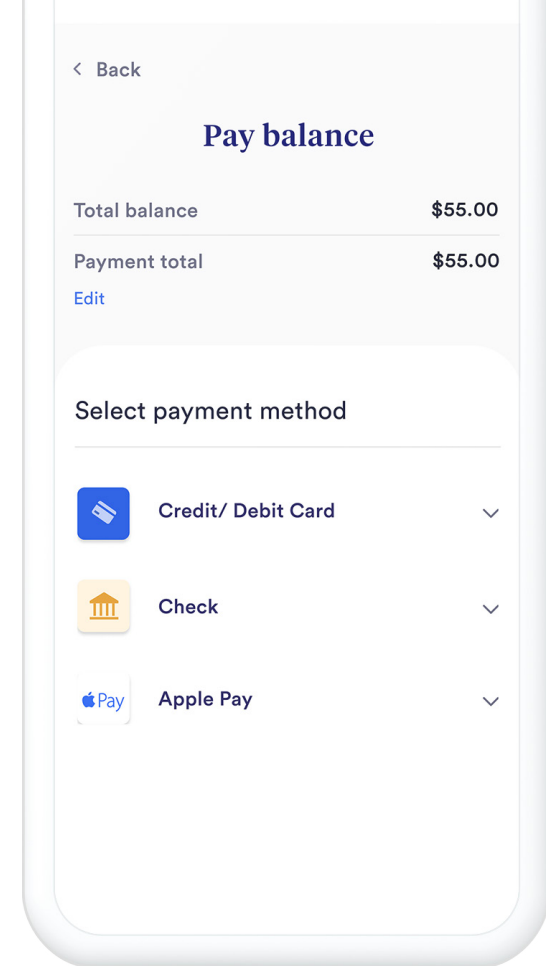 Back
Pay balance
Total balance $55.00
Payment total $55.00
Edit
Select payment method
Credit/ Debit Card
Check
Pay Apple Pay